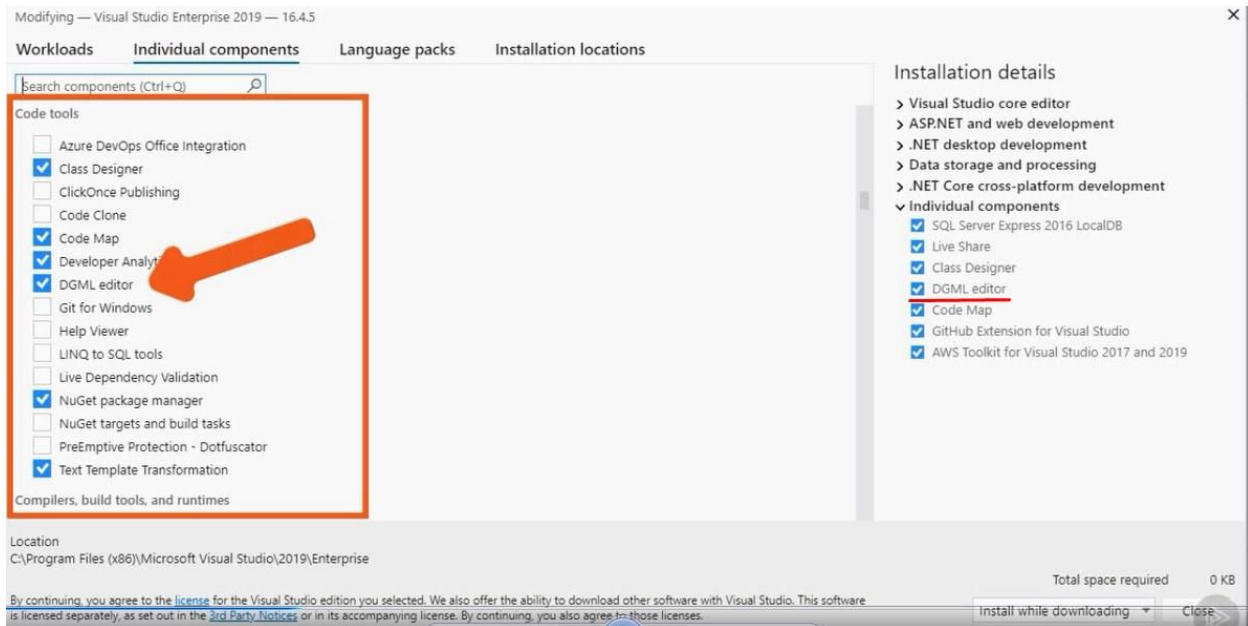 Modifying — Visual Studio Enterprise 2019 — 16.4.5
Workloads Individual components Language packs Installation locations
Search components (Ctrl+Q)
Code tools
Azure DevOps Office Integration
Class Designer
ClickOnce Publishing
Code Clone
Code Map
Developer
DGML editor
Git for Windows
Help Viewer
LINQ to SQL tools
Live Dependency Validation
NuGet package manager
NuGet targets and build tasks
PreEmptive Protection - Dotfuscator
Text Template Transformation
Compilers, build tools, and runtimes
Installation details
Visual Studio core editor
ASP.NET and web development
.NET desktop development
Data storage and processing
.NET Core cross-platform development
Individual components
SQL Server Express 2016 LocalDB
Live Share
Class Designer
DGML editor
Code Map
GitHub Extension for Visual Studio
AWS Toolkit for Visual Studio 2017 and 2019
Location
C:\Program Files (x86)\Microsoft Visual Studio\2019\Enterprise
Total space required 0 KB
By continuing, you agree to the license for the Visual Studio edition you selected. We also offer the ability to download other software with Visual Studio. This software
is licensed separately, as set out in the 3rd Party Notices or in its accompanying license. By continuing, you also agree to those licenses.
Install while downloading Close